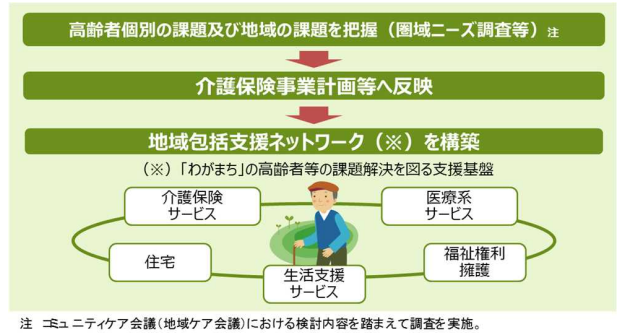 高齢者個別の課題及び地域の課題を把握（圏域ニーズ調査等）注
介護保険事業計画等へ反映
地域包括支援ネットワーク（※）を構築
（※）「わがまち」の高齢者等の課題解決を図る支援基盤
介護保険
サービス
医療系
サービス
住宅
生活支援
サービス
福祉権利
擁護
注 コミュニティケア会議（地域ケア会議）における検討内容を踏まえて調査を実施。